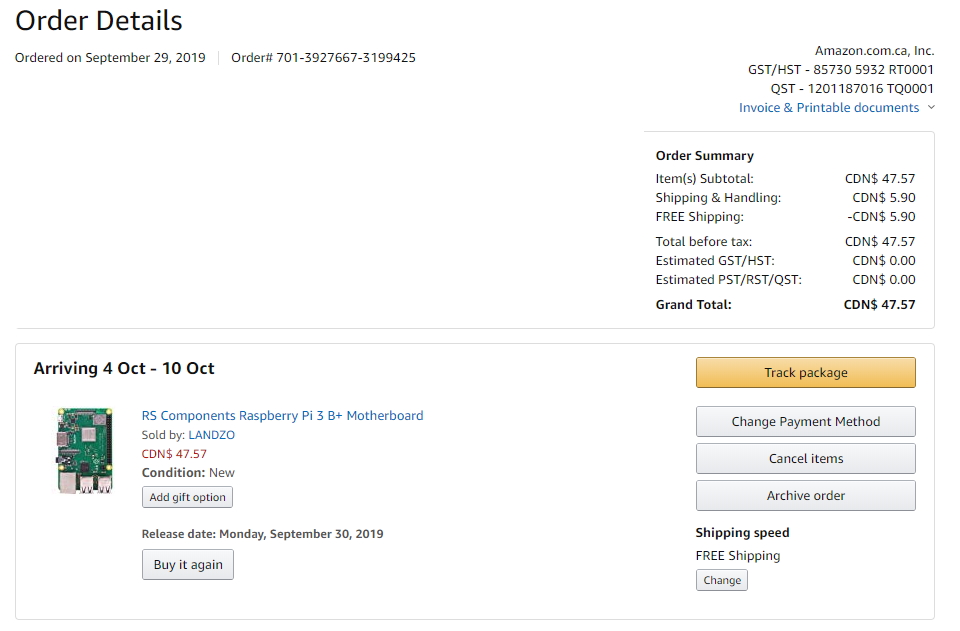 Order Details
Ordered on September 29, 2019
Order# 701-3927667-3199425
Amazon.com.ca, Inc.
GST/HST - 85730 5932 RT0001
QST - 1201187016 TQ0001
Invoice & Printable documents
Order Summary
Item(s) Subtotal: CDN$ 47.57
Shipping & Handling: CDN$ 5.90
FREE Shipping: -CDN$ 5.90
Total before tax: CDN$ 47.57
Estimated GST/HST: CDN$ 0.00
Estimated PST/RST/QST: CDN$ 0.00
Grand Total: CDN$ 47.57
Arriving 4 Oct - 10 Oct
RS Components Raspberry Pi 3 B+ Motherboard
Sold by: LANDZO
CDN$ 47.57
Condition: New
Add gift option
Release date: Monday, September 30, 2019
Buy it again
Track package
Change Payment Method
Cancel items
Archive order
Shipping speed
FREE Shipping
Change